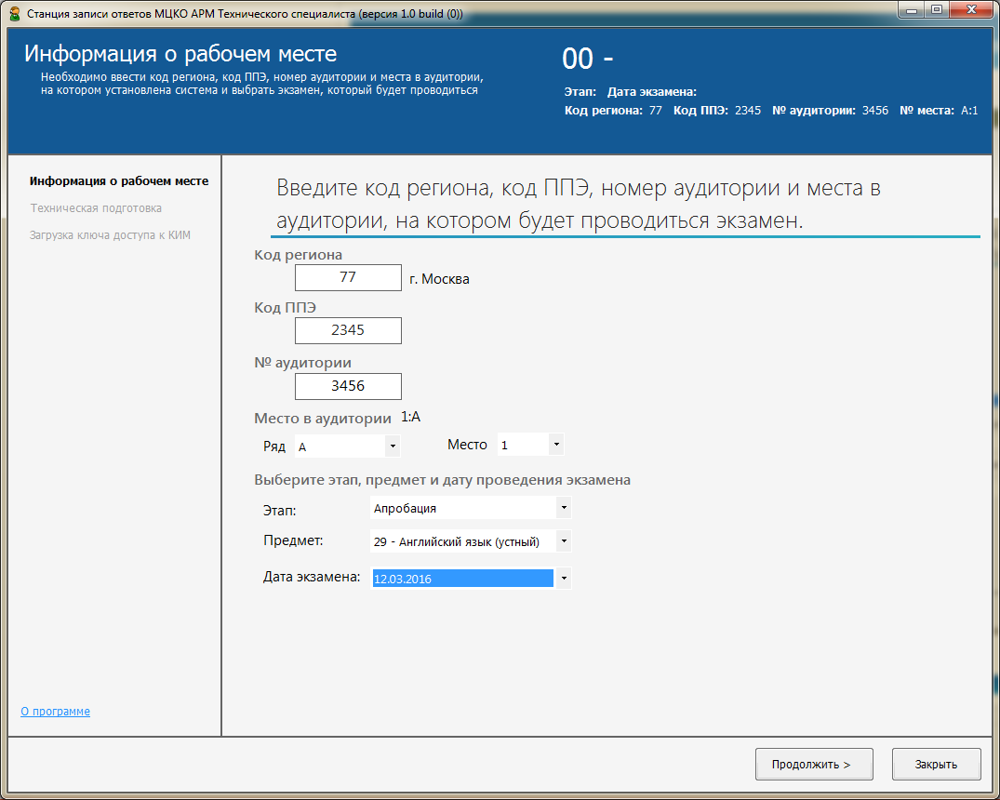 Станция записи ответов МЦКО АРМ Технического специалиста (версия 1.0 build (0))
Информация о рабочем месте
Необходимо ввести код региона, код ППЭ, номер аудитории и места в аудитории,
на котором установлена система и выбрать экзамен, который будет проводиться
00 -
Этап: Дата экзамена:
Код региона: 77 Код ППЭ: 2345 № аудитории: 3456 № места: А:1
Информация о рабочем месте
Техническая подготовка
Загрузка ключа доступа к КИМ
Введите код региона, код ППЭ, номер аудитории и места в
аудитории, на котором будет проводиться экзамен.
Код региона
77 г. Москва
Код ППЭ
2345
№ аудитории
3456
Место в аудитории 1:А
Ряд А Место 1
Выберите этап, предмет и дату проведения экзамена
Этап: Апробация
Предмет: 29 - Английский язык (устный)
Дата экзамена: 12.03.2016
О программе
Продолжить > Закрыть